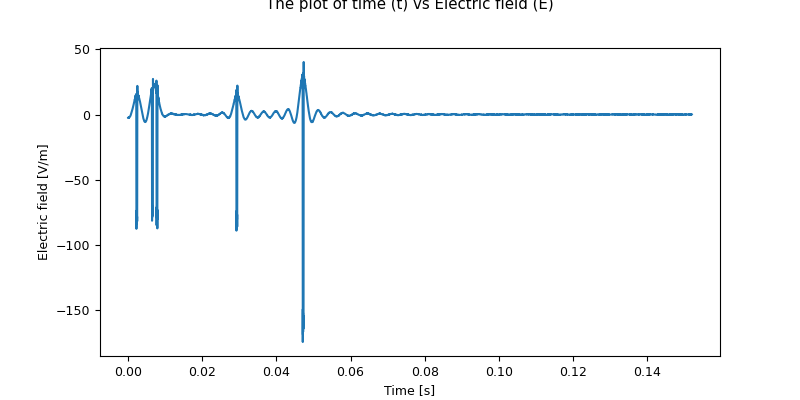 The plot of time (t) vs Electric field (E)
50
0
−50
−100
−150
Electric field [V/m]
0.00 0.02 0.04 0.06 0.08 0.10 0.12 0.14
Time [s]